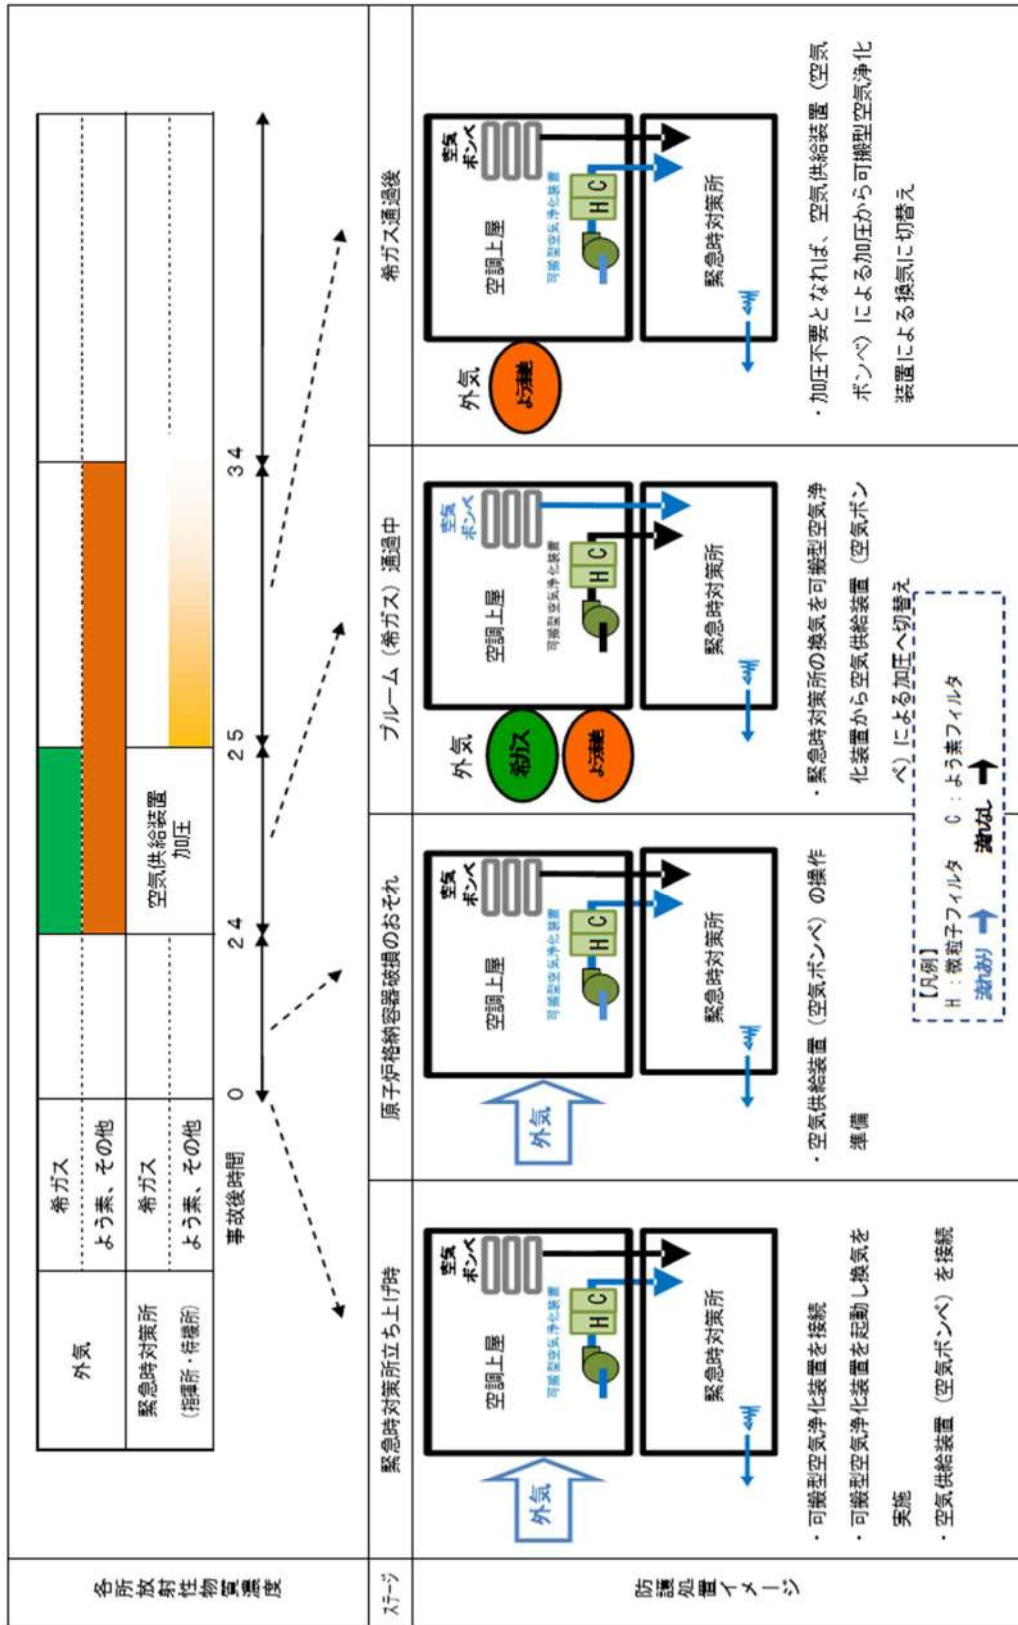 各所放射性物質濃度
外気
希ガス
よう素、その他
緊急時対策所
(指揮所・待機所)
希ガス
よう素、その他
空気供給装置
加圧
事故後時間
0
24
25
34
ステージ
緊急時対策所立ち上げ時
原子炉格納容器破損のおそれ
プルーム(希ガス)通過中
希ガス通過後
防護処置イメージ
外気
空調上屋
空気
ボンベ
可搬型空気浄化装置
H C
緊急時対策所
・可搬型空気浄化装置を接続
・可搬型空気浄化装置を起動し換気を
実施
・空気供給装置(空気ボンベ)を接続
外気
空調上屋
空気
ボンベ
可搬型空気浄化装置
H C
緊急時対策所
・空気供給装置(空気ボンベ)の操作
準備
外気
希ガス
空調上屋
空気
ボンベ
可搬型空気浄化装置
H C
緊急時対策所
・緊急時対策所の換気を可搬型空気浄
化装置から空気供給装置(空気ボン
ベ)による加圧へ切替え
外気
空調上屋
空気
ボンベ
可搬型空気浄化装置
H C
緊急時対策所
・加圧不要となれば、空気供給装置(空気
ボンベ)による加圧から可搬型空気浄化
装置による換気に切替え
【凡例】
H:微粒子フィルタ C:よう素フィルタ
流れあり 流れなし